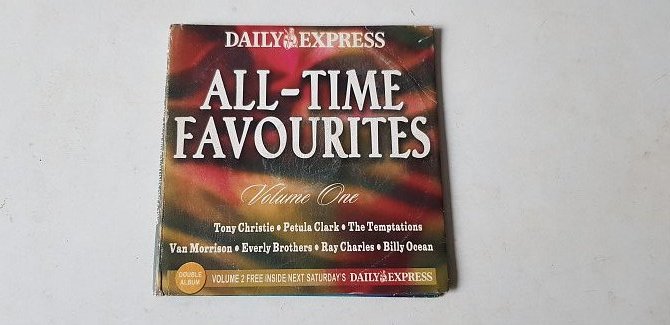 DAILY EXPRESS
ALL-TIME
FAVOURITES
Volume One
Tony Christie • Petula Clark • The Temptations
Van Morrison • Everly Brothers • Ray Charles • Billy Ocean
DOUBLE
ALBUM
VOLUME 2 FREE INSIDE NEXT SATURDAY'S DAILY EXPRESS